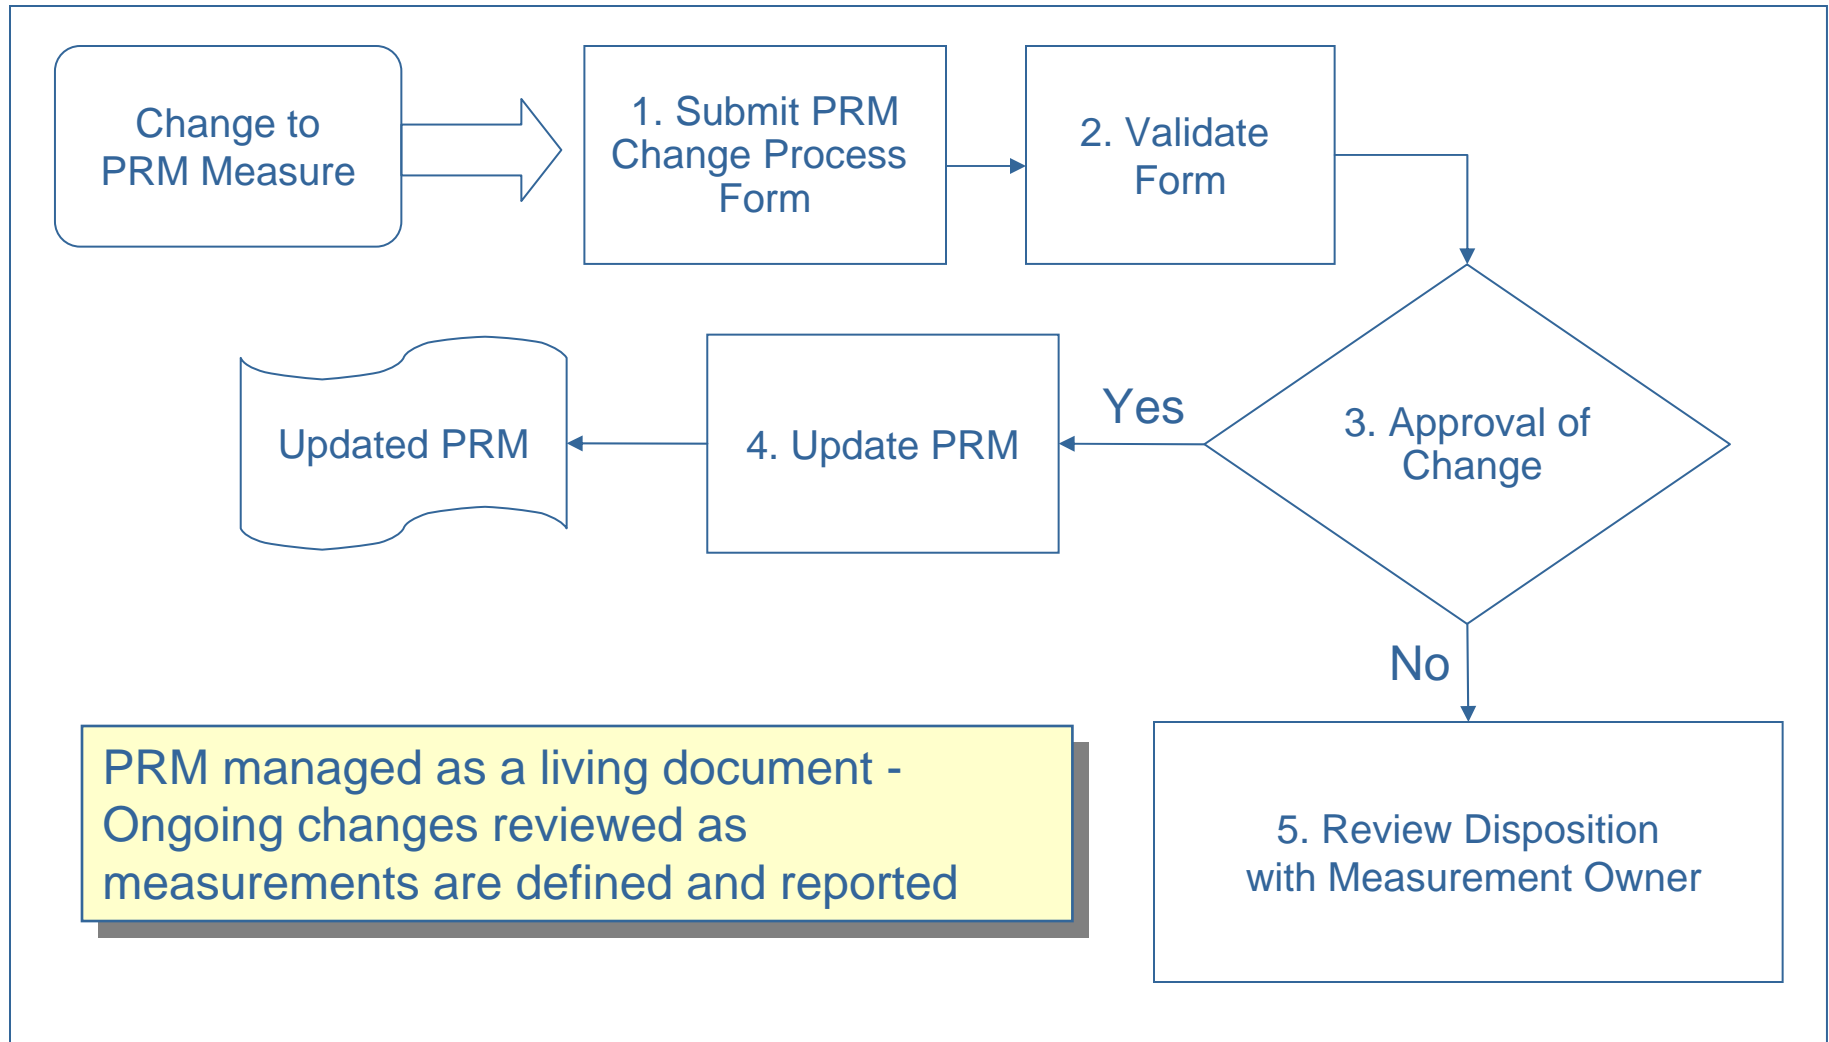 Change to
PRM Measure
1. Submit PRM
Change Process
Form
2. Validate
Form
3. Approval of
Change
Yes
4. Update PRM
Updated PRM
No
5. Review Disposition
with Measurement Owner
PRM managed as a living document -
Ongoing changes reviewed as
measurements are defined and reported